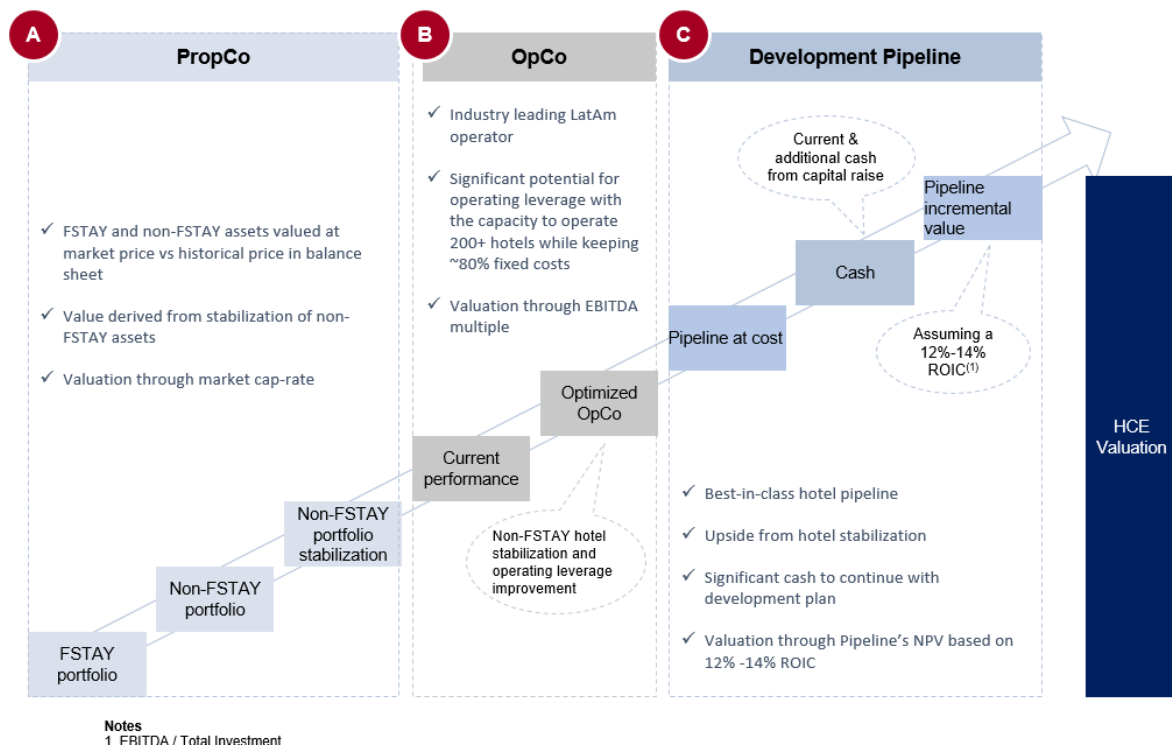 A
PropCo
FSTAY and non-FSTAY assets valued at
market price vs historical price in balance
sheet
Value derived from stabilization of non-
FSTAY assets
Valuation through market cap-rate
FSTAY
portfolio
Non-FSTAY
portfolio
Non-FSTAY
portfolio
stabilization
B
OpCo
Industry leading LatAm
operator
Significant potential for
operating leverage with
the capacity to operate
200+ hotels while keeping
~80% fixed costs
Valuation through EBITDA
multiple
Current
performance
Optimized
OpCo
Non-FSTAY hotel
stabilization and
operating leverage
improvement
C
Development Pipeline
Current &
additional cash
from capital raise
Pipeline at cost
Cash
Pipeline
incremental
value
Assuming a
12%-14%
ROIC(1)
Best-in-class hotel pipeline
Upside from hotel stabilization
Significant cash to continue with
development plan
Valuation through Pipeline’s NPV based on
12% -14% ROIC
HCE
Valuation
Notes
1. EBITDA / Total Investment